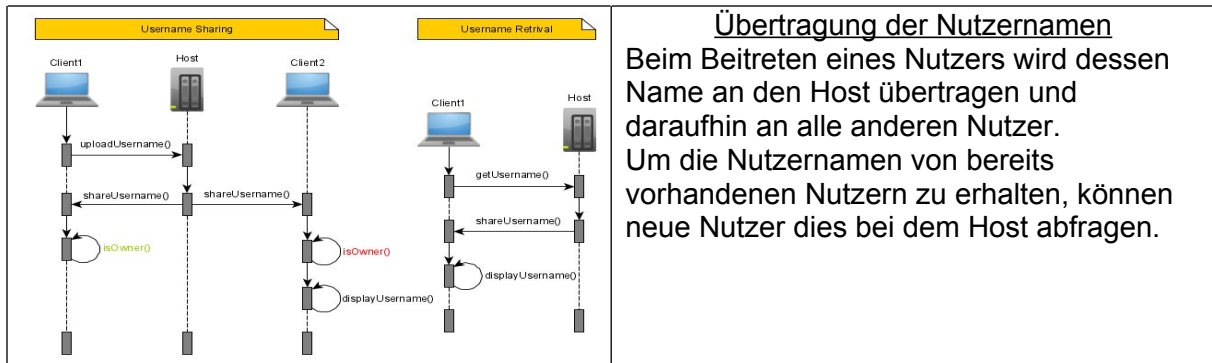 Username Sharing
Username Retrival
Client1
Host
Client2
Client1
Host
uploadUsername()
getUsername()
shareUsername()
shareUsername()
shareUsername()
isOwner()
isOwner()
displayUsername()
displayUsername()
Übertragung der Nutzernamen
Beim Beitreten eines Nutzers wird dessen
Name an den Host übertragen und
daraufhin an alle anderen Nutzer.
Um die Nutzernamen von bereits
vorhandenen Nutzern zu erhalten, können
neue Nutzer dies bei dem Host abfragen.